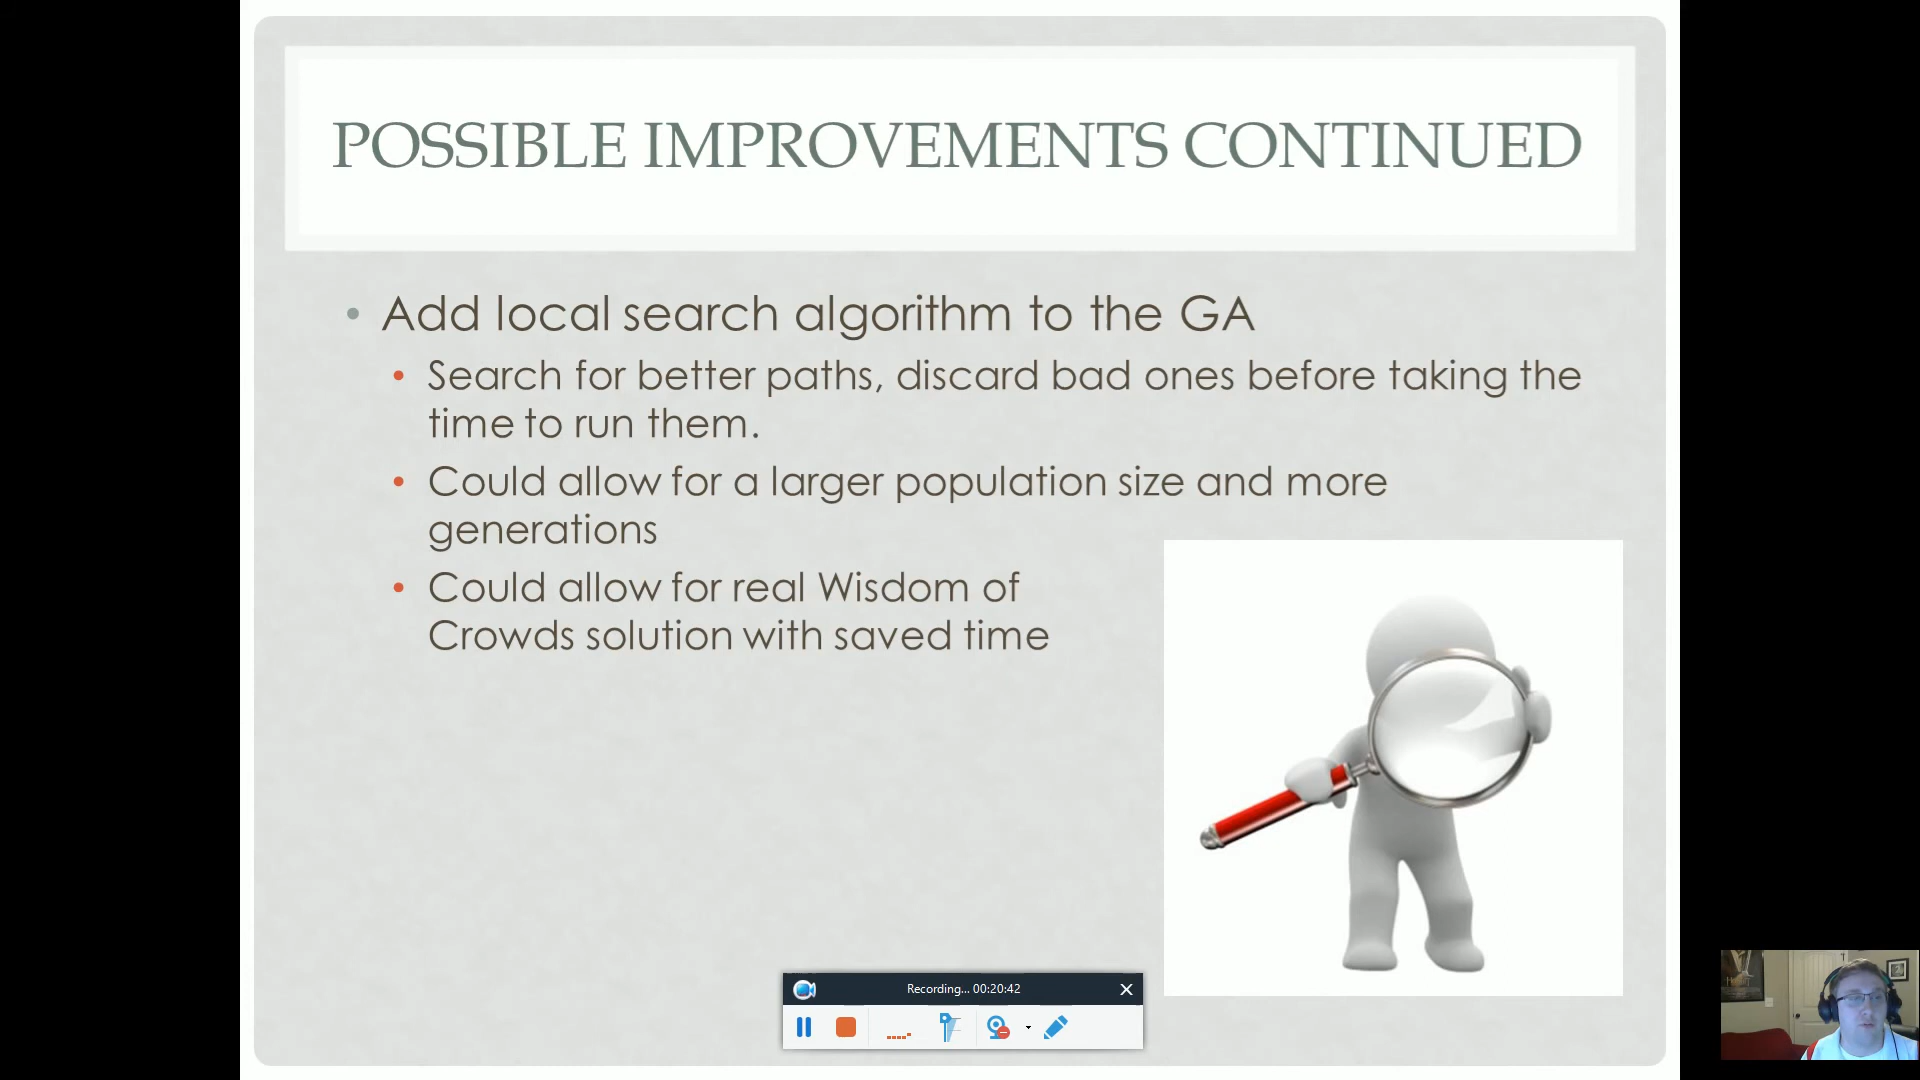 POSSIBLE IMPROVEMENTS CONTINUED
• Add local search algorithm to the GA
• Search for better paths, discard bad ones before taking the
time to run them.
• Could allow for a larger population size and more
generations
• Could allow for real Wisdom of
Crowds solution with saved time
Recording... 00:20:42